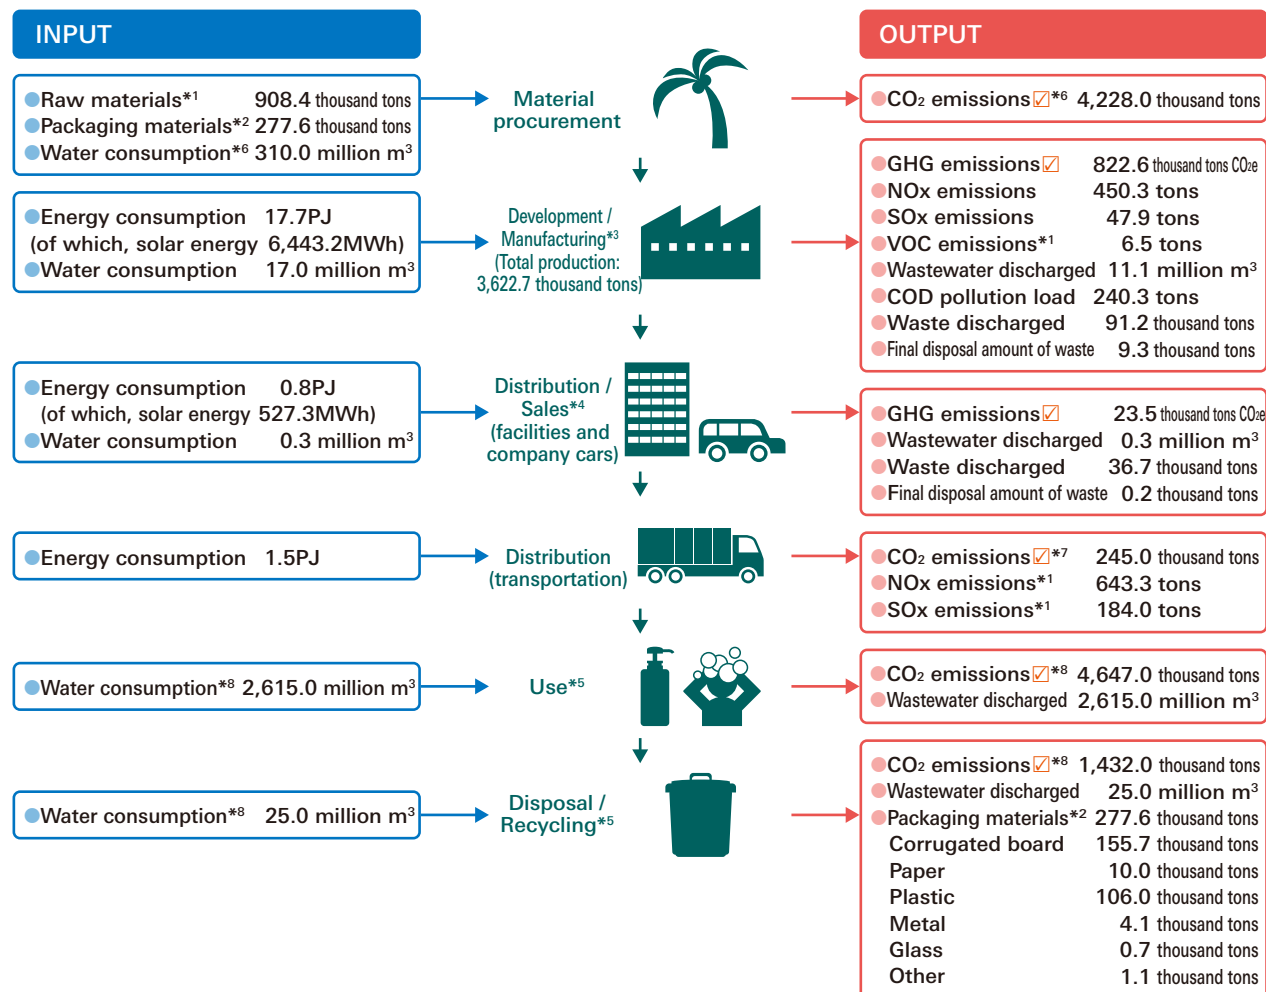 INPUT
OUTPUT
Raw materials*1 908.4 thousand tons
Packaging materials*2 277.6 thousand tons
Water consumption*6 310.0 million m3
Material
procurement
CO2 emissions☑*6 4,228.0 thousand tons
Energy consumption 17.7PJ
(of which, solar energy 6,443.2MWh)
Water consumption 17.0 million m3
Development /
Manufacturing*3
(Total production:
3,622.7 thousand tons)
GHG emissions☑ 822.6 thousand tons CO2e
NOx emissions 450.3 tons
SOx emissions 47.9 tons
VOC emissions*1 6.5 tons
Wastewater discharged 11.1 million m3
COD pollution load 240.3 tons
Waste discharged 91.2 thousand tons
Final disposal amount of waste 9.3 thousand tons
Energy consumption 0.8PJ
(of which, solar energy 527.3MWh)
Water consumption 0.3 million m3
Distribution /
Sales*4
(facilities and
company cars)
GHG emissions☑ 23.5 thousand tons CO2e
Wastewater discharged 0.3 million m3
Waste discharged 36.7 thousand tons
Final disposal amount of waste 0.2 thousand tons
Energy consumption 1.5PJ
Distribution
(transportation)
CO2 emissions☑*7 245.0 thousand tons
NOx emissions*1 643.3 tons
SOx emissions*1 184.0 tons
Water consumption*8 2,615.0 million m3
Use*5
CO2 emissions☑*8 4,647.0 thousand tons
Wastewater discharged 2,615.0 million m3
Water consumption*8 25.0 million m3
Disposal /
Recycling*5
CO2 emissions☑*8 1,432.0 thousand tons
Wastewater discharged 25.0 million m3
Packaging materials*2 277.6 thousand tons
Corrugated board 155.7 thousand tons
Paper 10.0 thousand tons
Plastic 106.0 thousand tons
Metal 4.1 thousand tons
Glass 0.7 thousand tons
Other 1.1 thousand tons